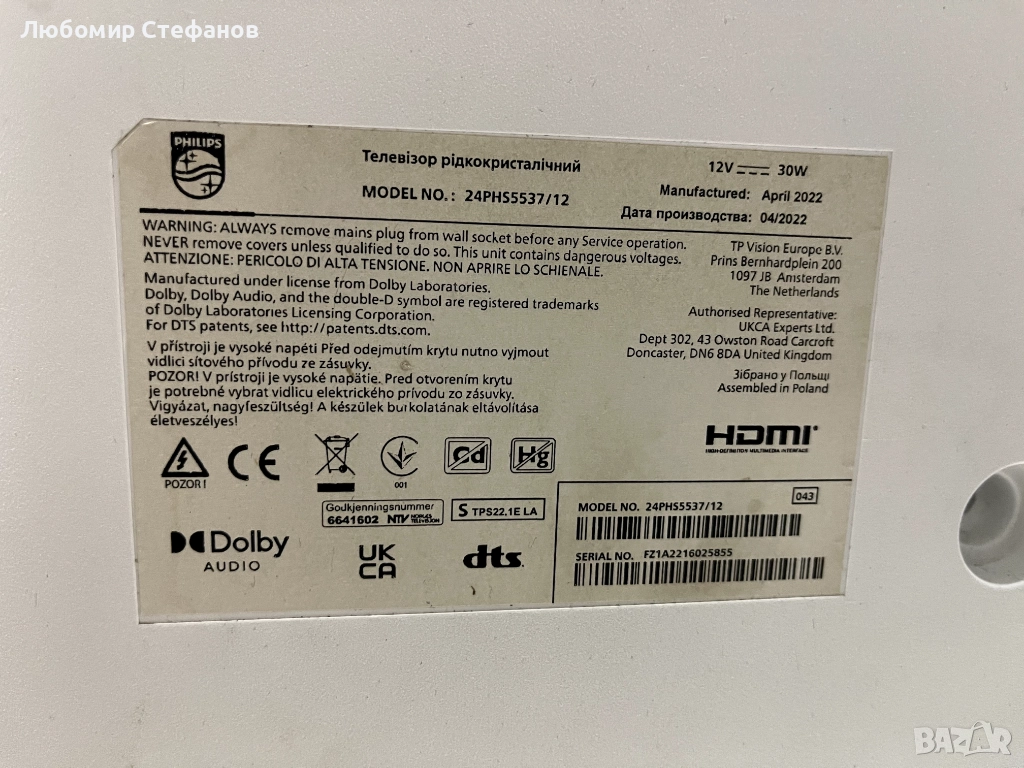 Любомир Стефанов
PHILIPS
Телевізор рідкокристалічний
MODEL NO.: 24PHS5537/12
12V 30W
Manufactured: April 2022
Дата производства: 04/2022
WARNING: ALWAYS remove mains plug from wall socket before any Service operation.
NEVER remove covers unless qualified to do so. This unit contains dangerous voltages.
ATTENZIONE: PERICOLO DI ALTA TENSIONE. NON APRIRE LO SCHIENALE.
Manufactured under license from Dolby Laboratories.
Dolby, Dolby Audio, and the double-D symbol are registered trademarks
of Dolby Laboratories Licensing Corporation.
For DTS patents, see http://patents.dts.com.
V přístroji je vysoké napětí Před odejmutím krytu nutno vyjmout
vidlici síťového přívodu ze zásuvky.
POZOR! V prístroji je vysoké napätie. Pred otvorením krytu
je potrebné vybrat vidlicu elektrického prívodu zo zásuvky.
Vigyázat, nagyfeszültség! A készülék burkolatának eltávolítása
életveszélyes!
TP Vision Europe B.V.
Prins Bernhardplein 200
1097 JB Amsterdam
The Netherlands
Authorised Representative:
UKCA Experts Ltd.
Dept 302, 43 Owston Road Carcroft
Doncaster, DN6 8DA United Kingdom
Зібрано у Польщі
Assembled in Poland
HDMI
HIGH-DEFINITION MULTIMEDIA INTERFACE
POZOR!
CE
001
Cd
Hg
Godkjenningsnummer
6641602 NTV NORGES TELEVISJON
S TPS22.1E LA
Dolby
AUDIO
UK
CA
dts
043
MODEL NO. 24PHS5537/12
SERIAL NO. FZ1A2216025855
BAZAR